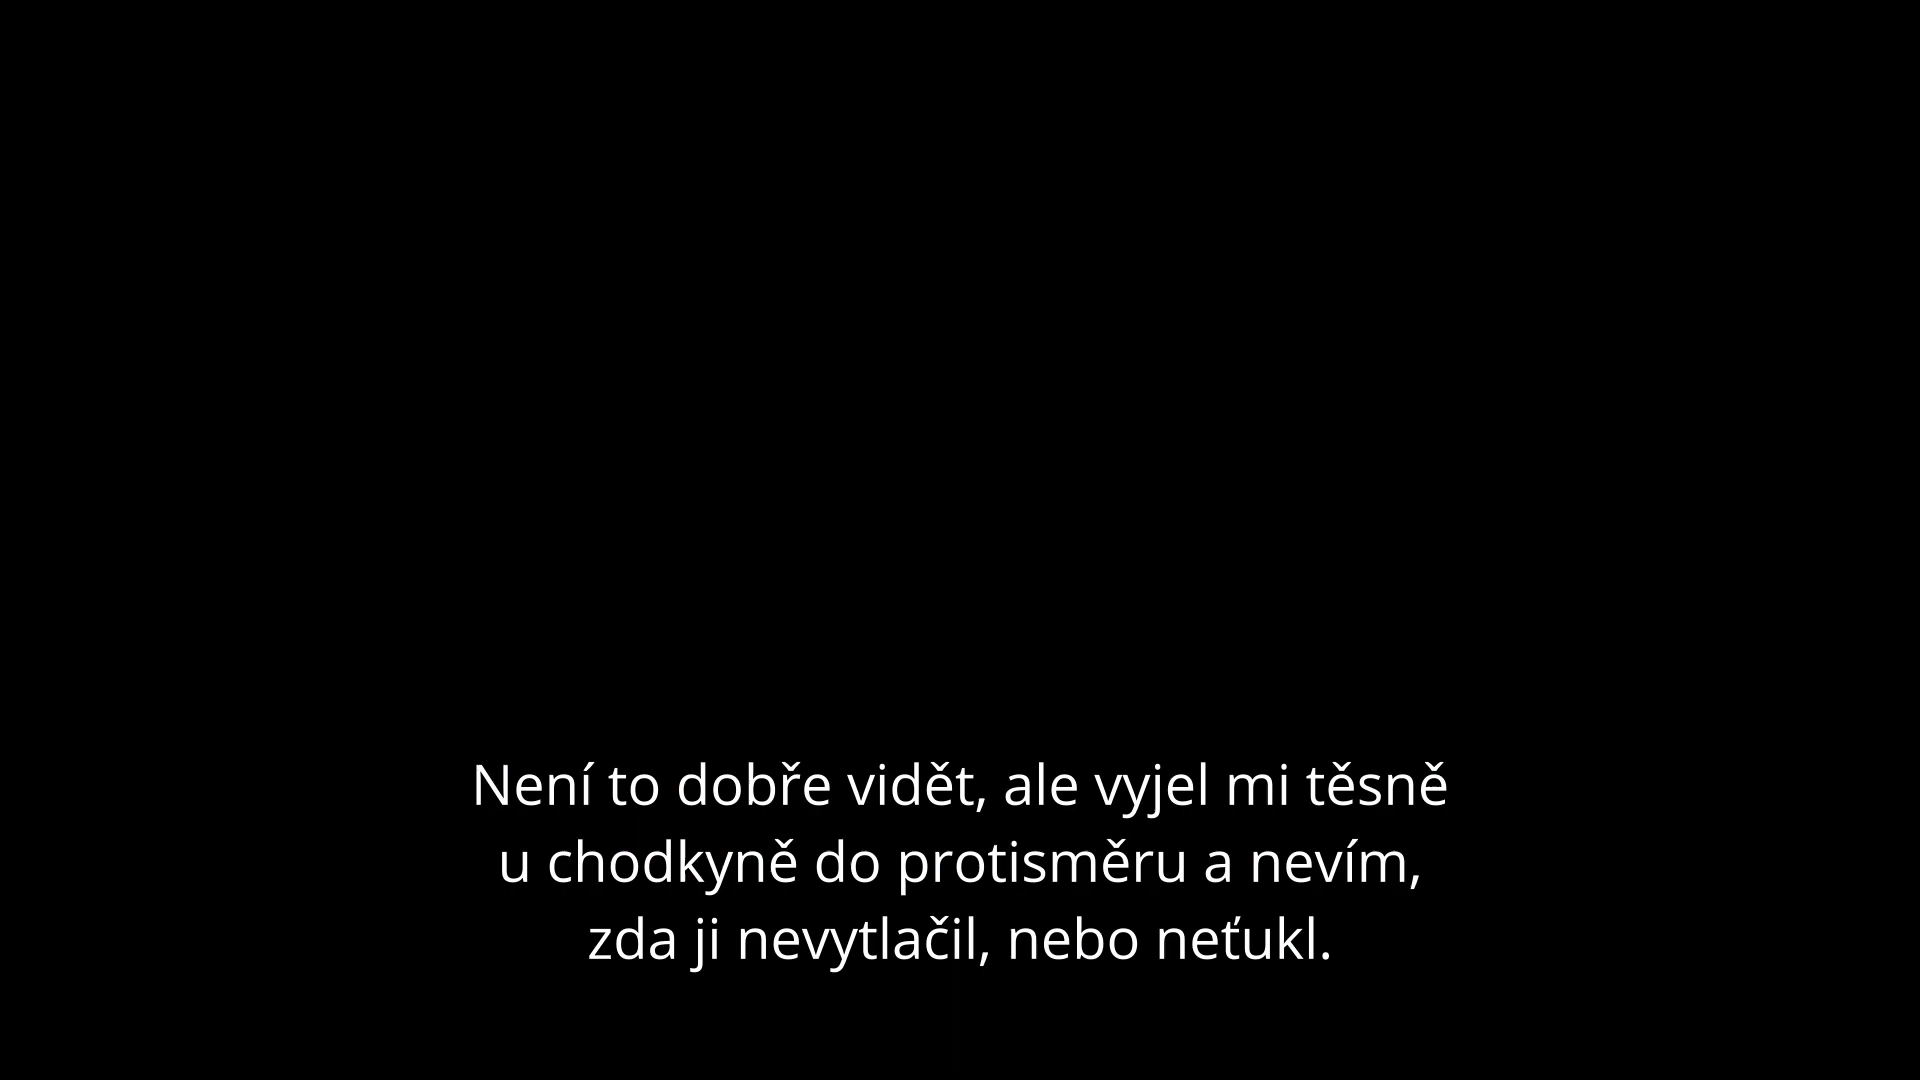 Není to dobře vidět, ale vyjel mi těsně
u chodkyně do protisměru a nevím,
zda ji nevytlačil, nebo neťukl.